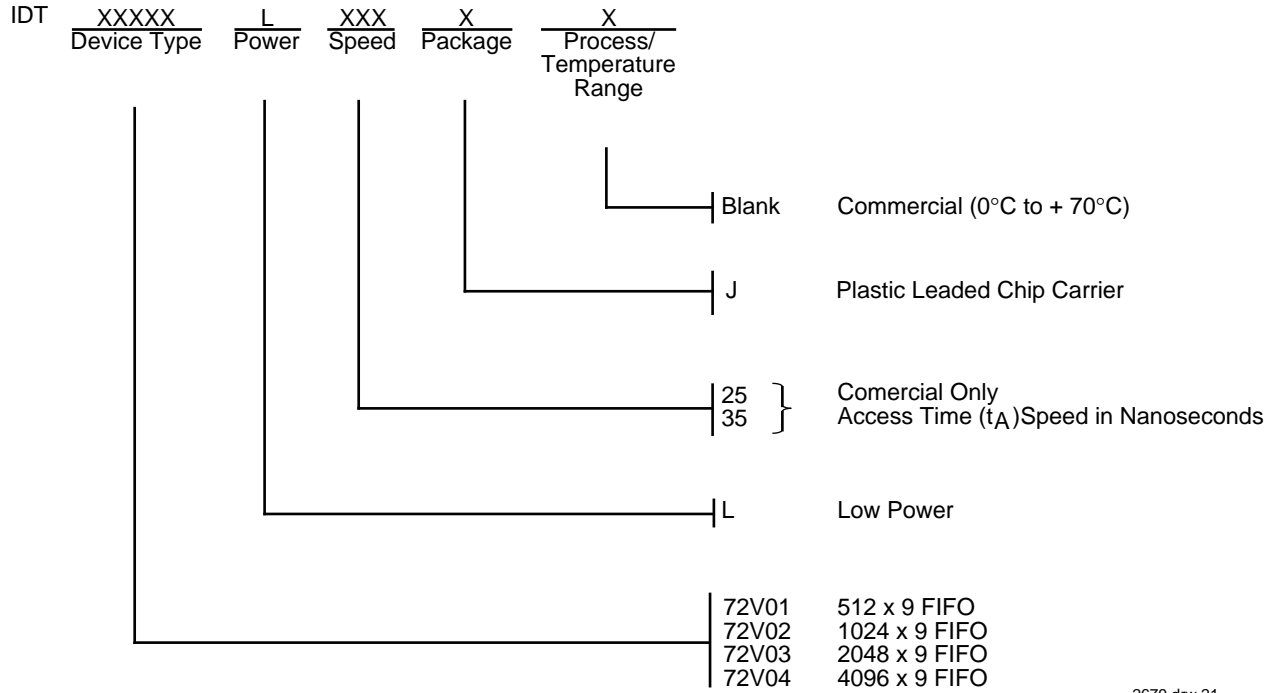 IDT XXXXX L XXX X X
Device Type Power Speed Package Process/
Temperature
Range
Blank Commercial (0°C to + 70°C)
J Plastic Leaded Chip Carrier
25 } Comercial Only
35 Access Time (tA)Speed in Nanoseconds
L Low Power
72V01 512 x 9 FIFO
72V02 1024 x 9 FIFO
72V03 2048 x 9 FIFO
72V04 4096 x 9 FIFO